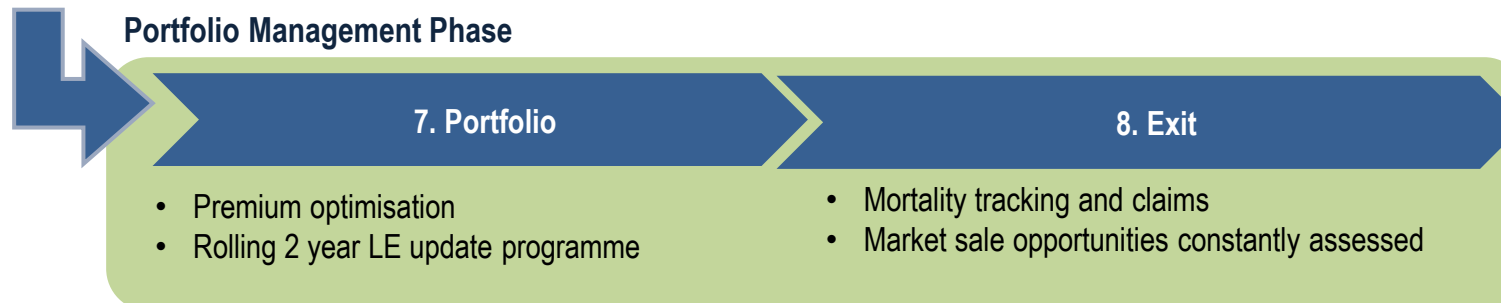 Portfolio Management Phase
7. Portfolio
• Premium optimisation
• Rolling 2 year LE update programme
8. Exit
• Mortality tracking and claims
• Market sale opportunities constantly assessed